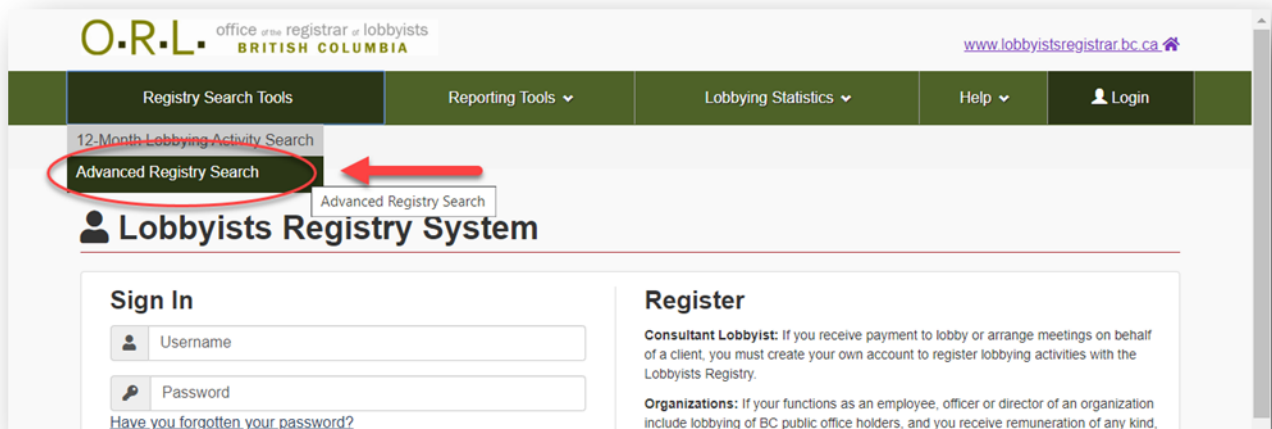 O.R.L. office of the registrar of lobbyists
BRITISH COLUMBIA
www.lobbyistsregistrar.bc.ca
Registry Search Tools Reporting Tools Lobbying Statistics Help Login
12-Month Lobbying Activity Search
Advanced Registry Search
Advanced Registry Search
Lobbyists Registry System
Sign In
Username
Password
Have you forgotten your password?
Register
Consultant Lobbyist: If you receive payment to lobby or arrange meetings on behalf
of a client, you must create your own account to register lobbying activities with the
Lobbyists Registry.
Organizations: If your functions as an employee, officer or director of an organization
include lobbying of BC public office holders, and you receive remuneration of any kind,